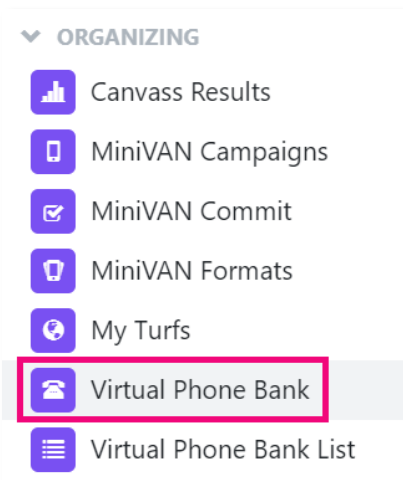 ORGANIZING
Canvass Results
MiniVAN Campaigns
MiniVAN Commit
MiniVAN Formats
My Turfs
Virtual Phone Bank
Virtual Phone Bank List